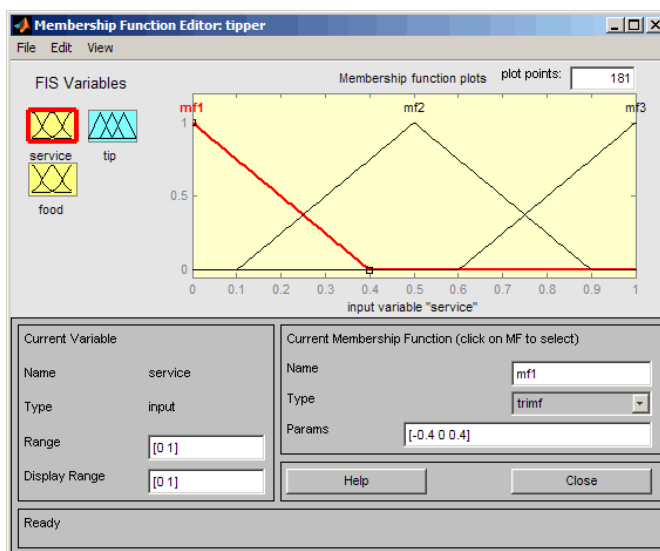 Membership Function Editor: tipper
File Edit View
FIS Variables
Membership function plots plot points: 181
service tip
food
mf1 mf2 mf3
1
0.5
0
0 0.1 0.2 0.3 0.4 0.5 0.6 0.7 0.8 0.9 1
input variable "service"
Current Variable
Name service
Type input
Range [0 1]
Display Range [0 1]
Current Membership Function (click on MF to select)
Name mf1
Type trimf
Params [-0.4 0 0.4]
Help Close
Ready